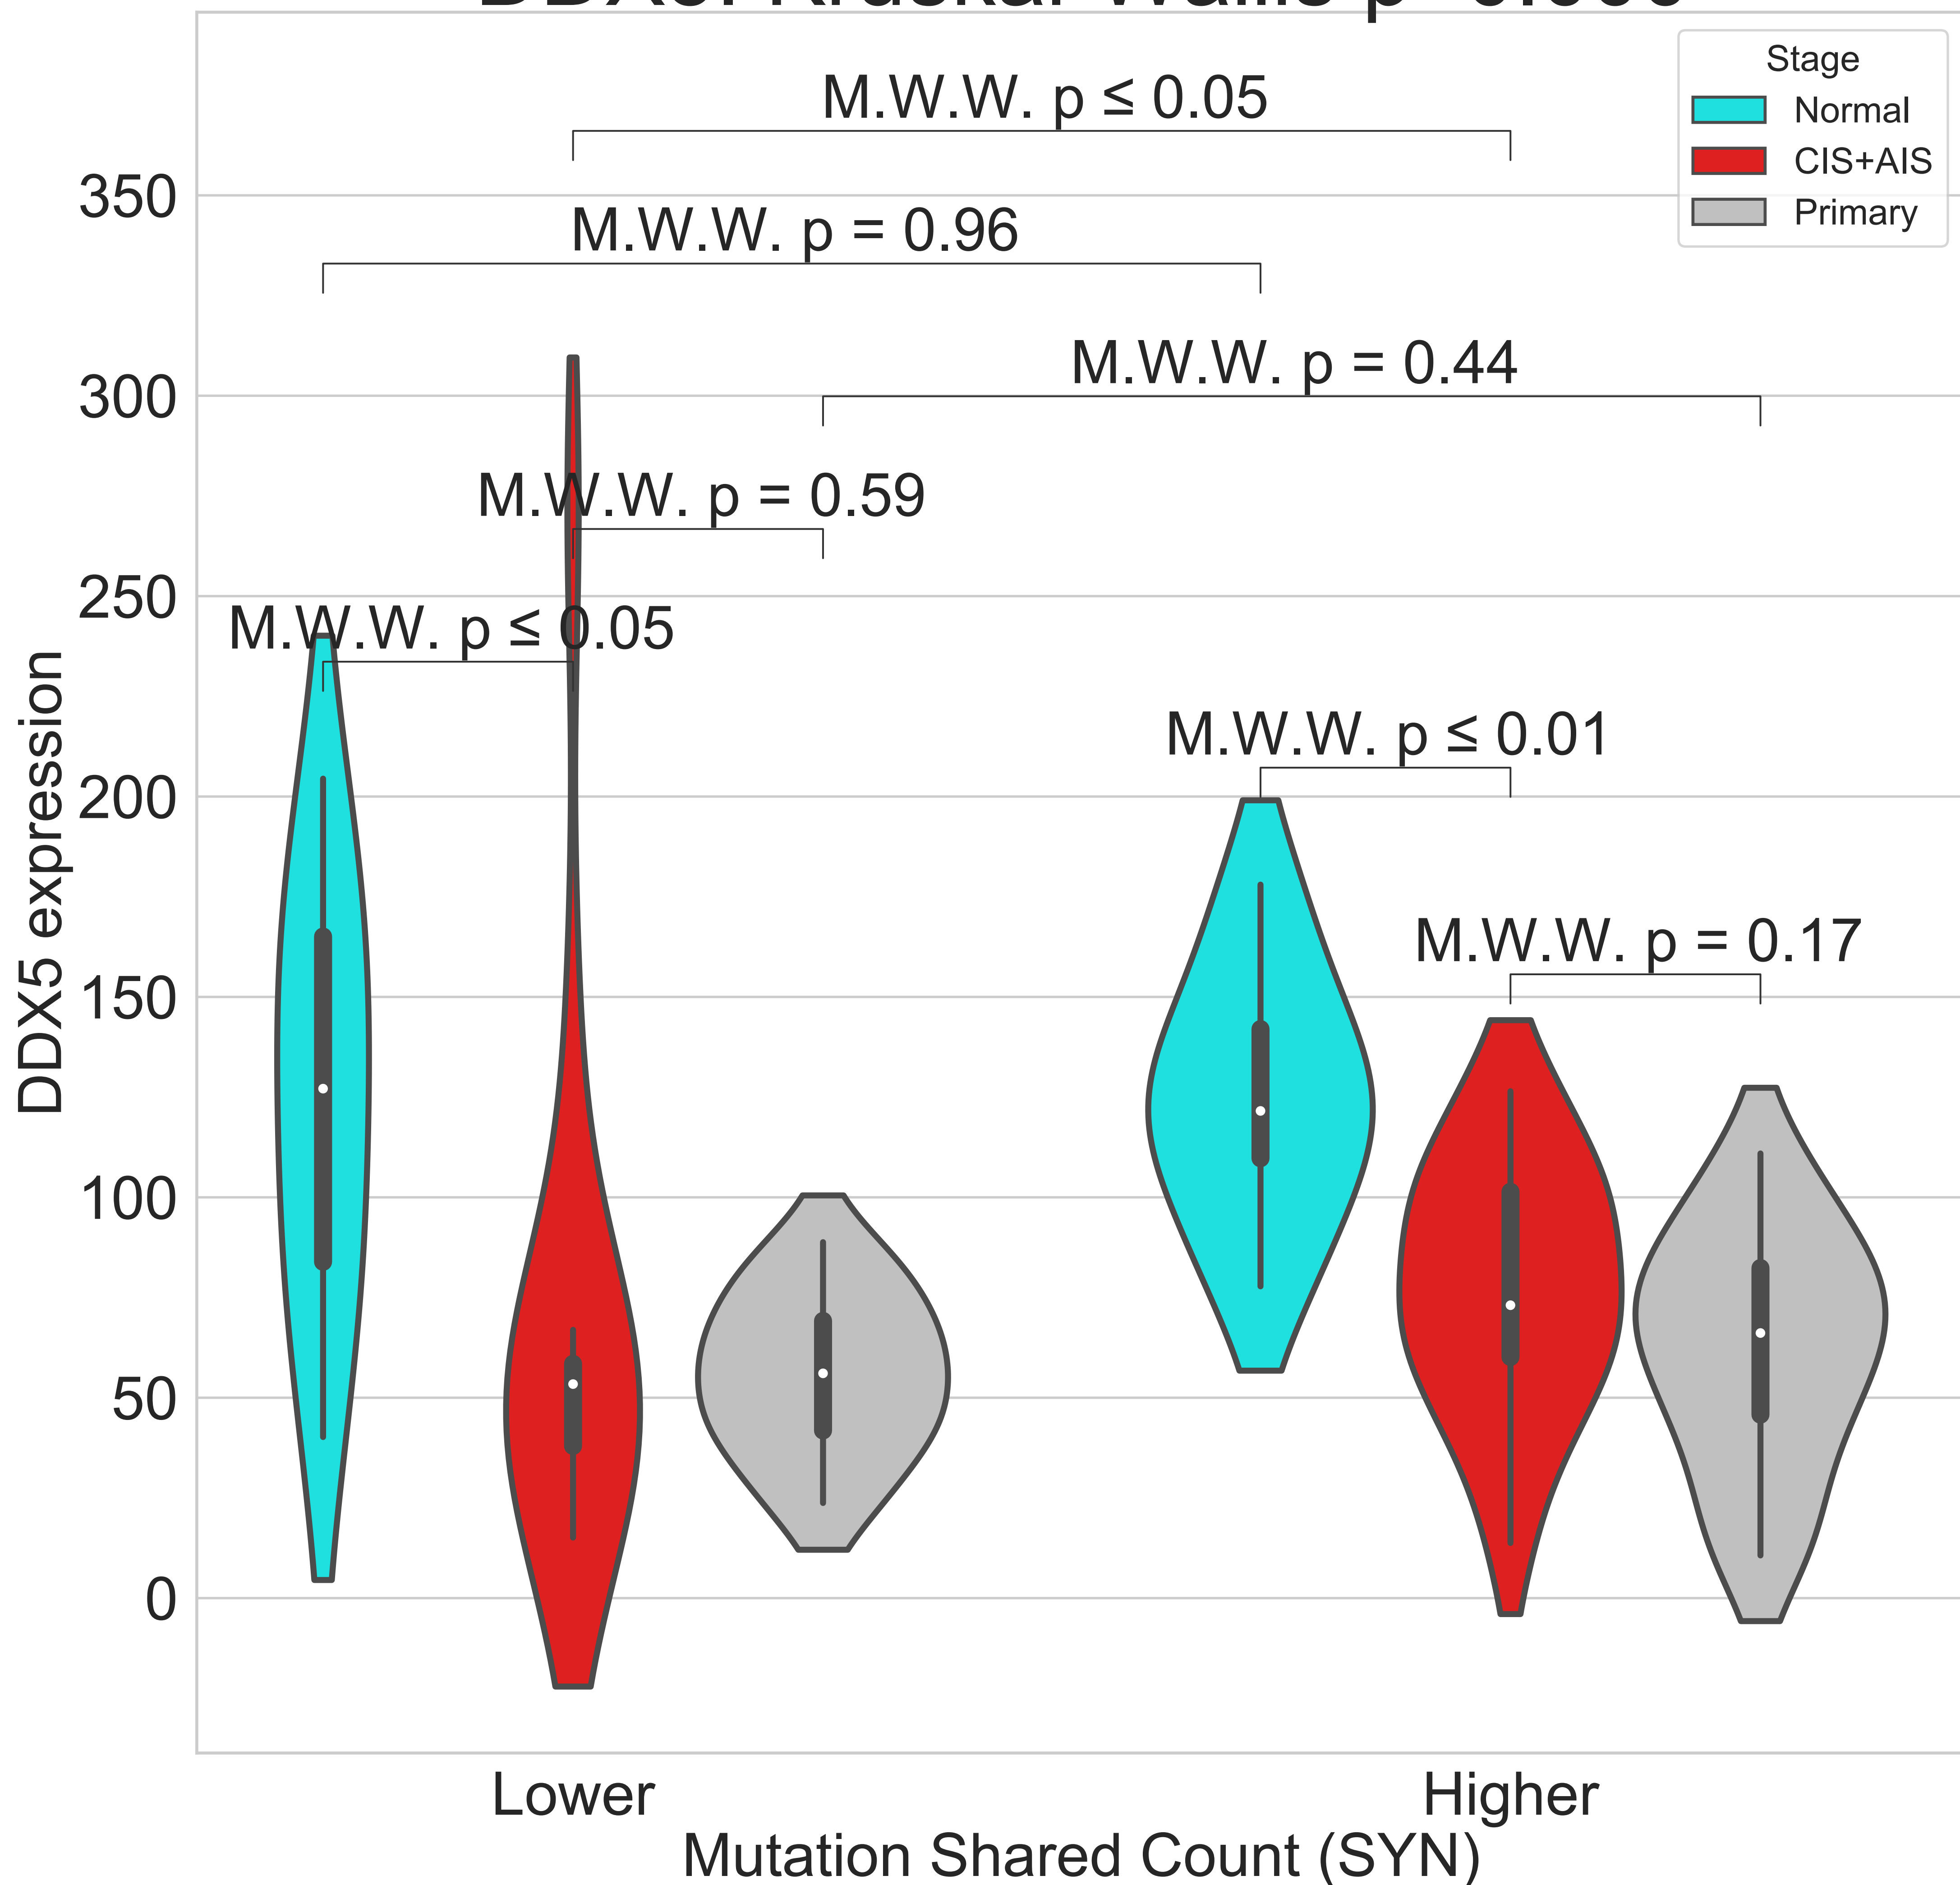 Stage
Normal
CIS+AIS
Primary
M.W.W. p ≤ 0.05
M.W.W. p = 0.96
M.W.W. p = 0.44
M.W.W. p = 0.59
M.W.W. p ≤ 0.05
M.W.W. p ≤ 0.01
M.W.W. p = 0.17
350
300
250
200
150
100
50
0
DDX5 expression
Lower
Higher
Mutation Shared Count (SYN)